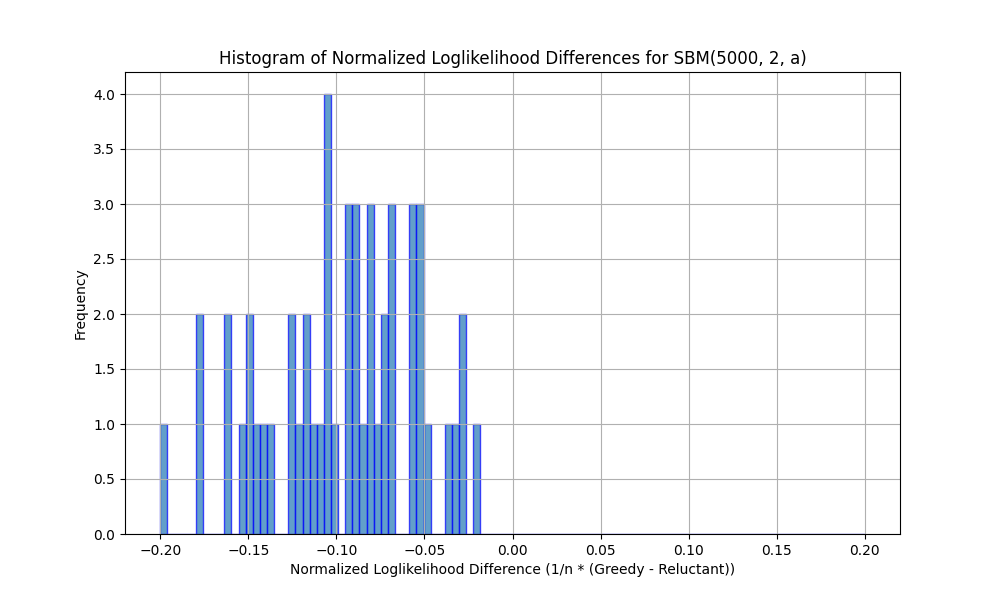 Histogram of Normalized Loglikelihood Differences for SBM(5000, 2, a)
4.0
3.5
3.0
2.5
2.0
1.5
1.0
0.5
0.0
Frequency
−0.20 −0.15 −0.10 −0.05 0.00 0.05 0.10 0.15 0.20
Normalized Loglikelihood Difference (1/n * (Greedy - Reluctant))